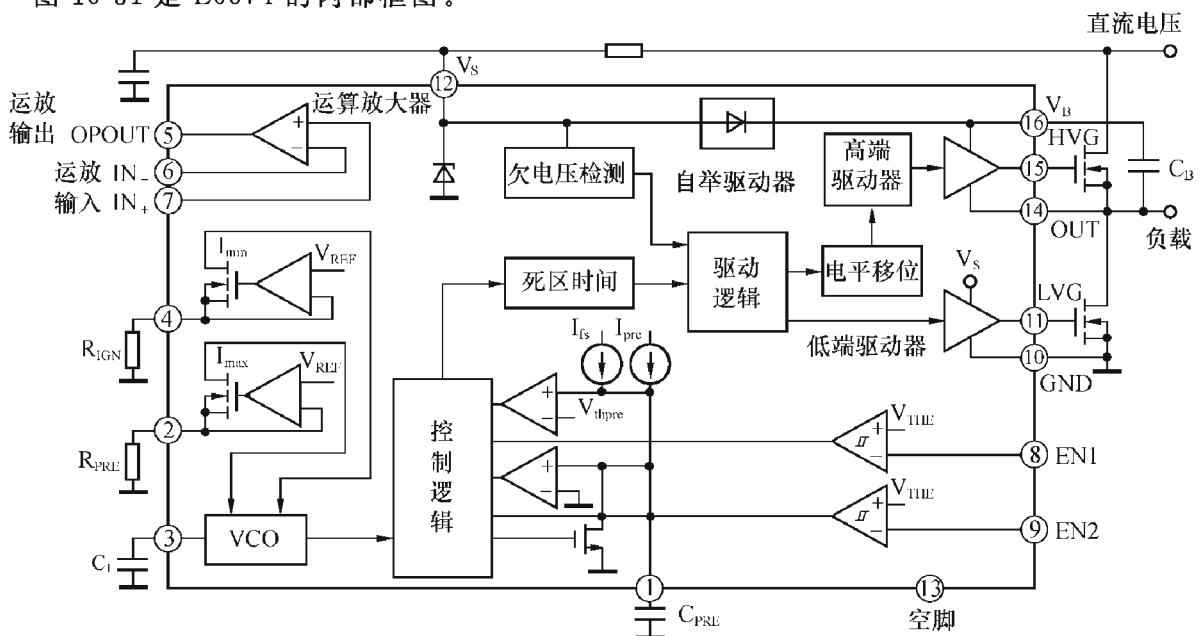 直流电压
V_S
12
运放
输出 OPOUT 5
运算放大器
+
−
运放 IN_- 6
输入 IN_+ 7
欠电压检测
自举驱动器
高端
驱动器
V_B
16
HVG
15
C_B
14
OUT
负载
I_min
V_REF
4
R_IGN
死区时间
驱动
逻辑
电平移位
V_S
LVG
11
低端驱动器
10
GND
I_fs
I_pre
I_max
V_REF
2
R_PRE
控
制
逻
辑
+
−
V_thpre
V_THE
+
−
8 EN1
+
−
V_THE
+
−
9 EN2
3
C_1
VCO
1
C_PRE
13
空脚